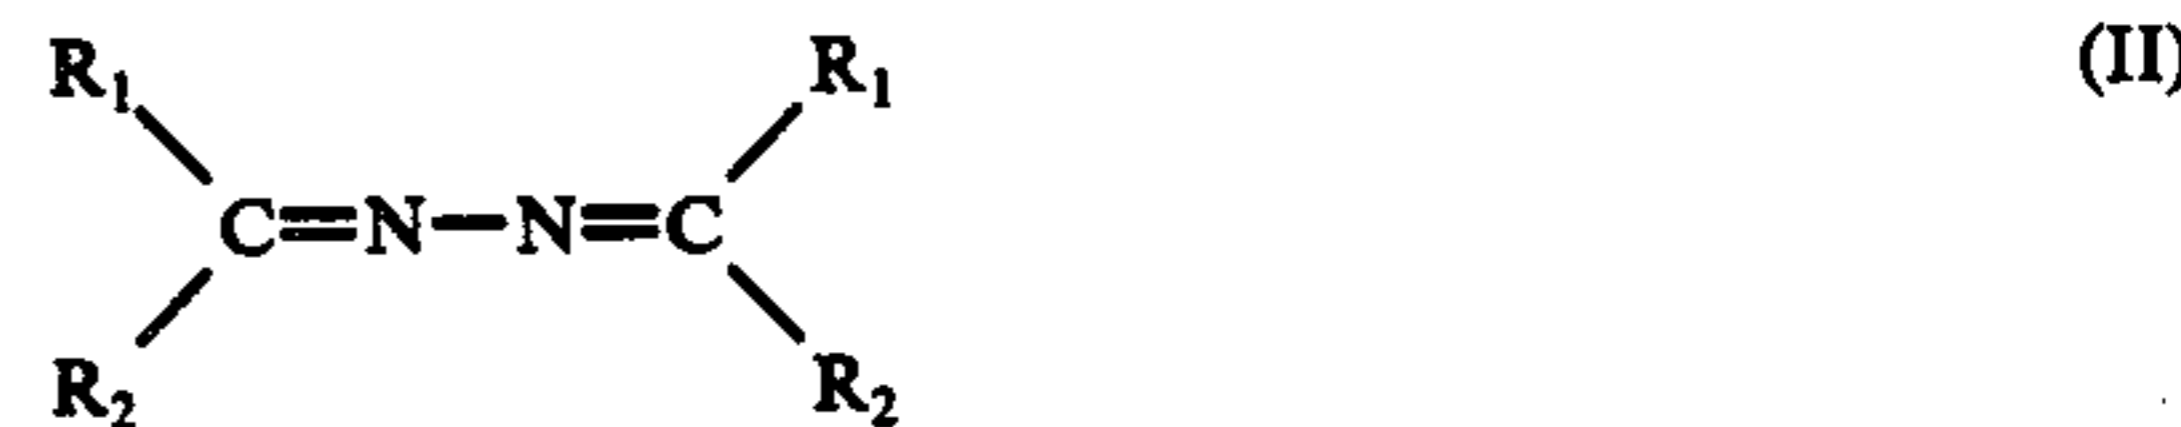 R₁ R₁ (II)
C=N—N=C
R₂ R₂